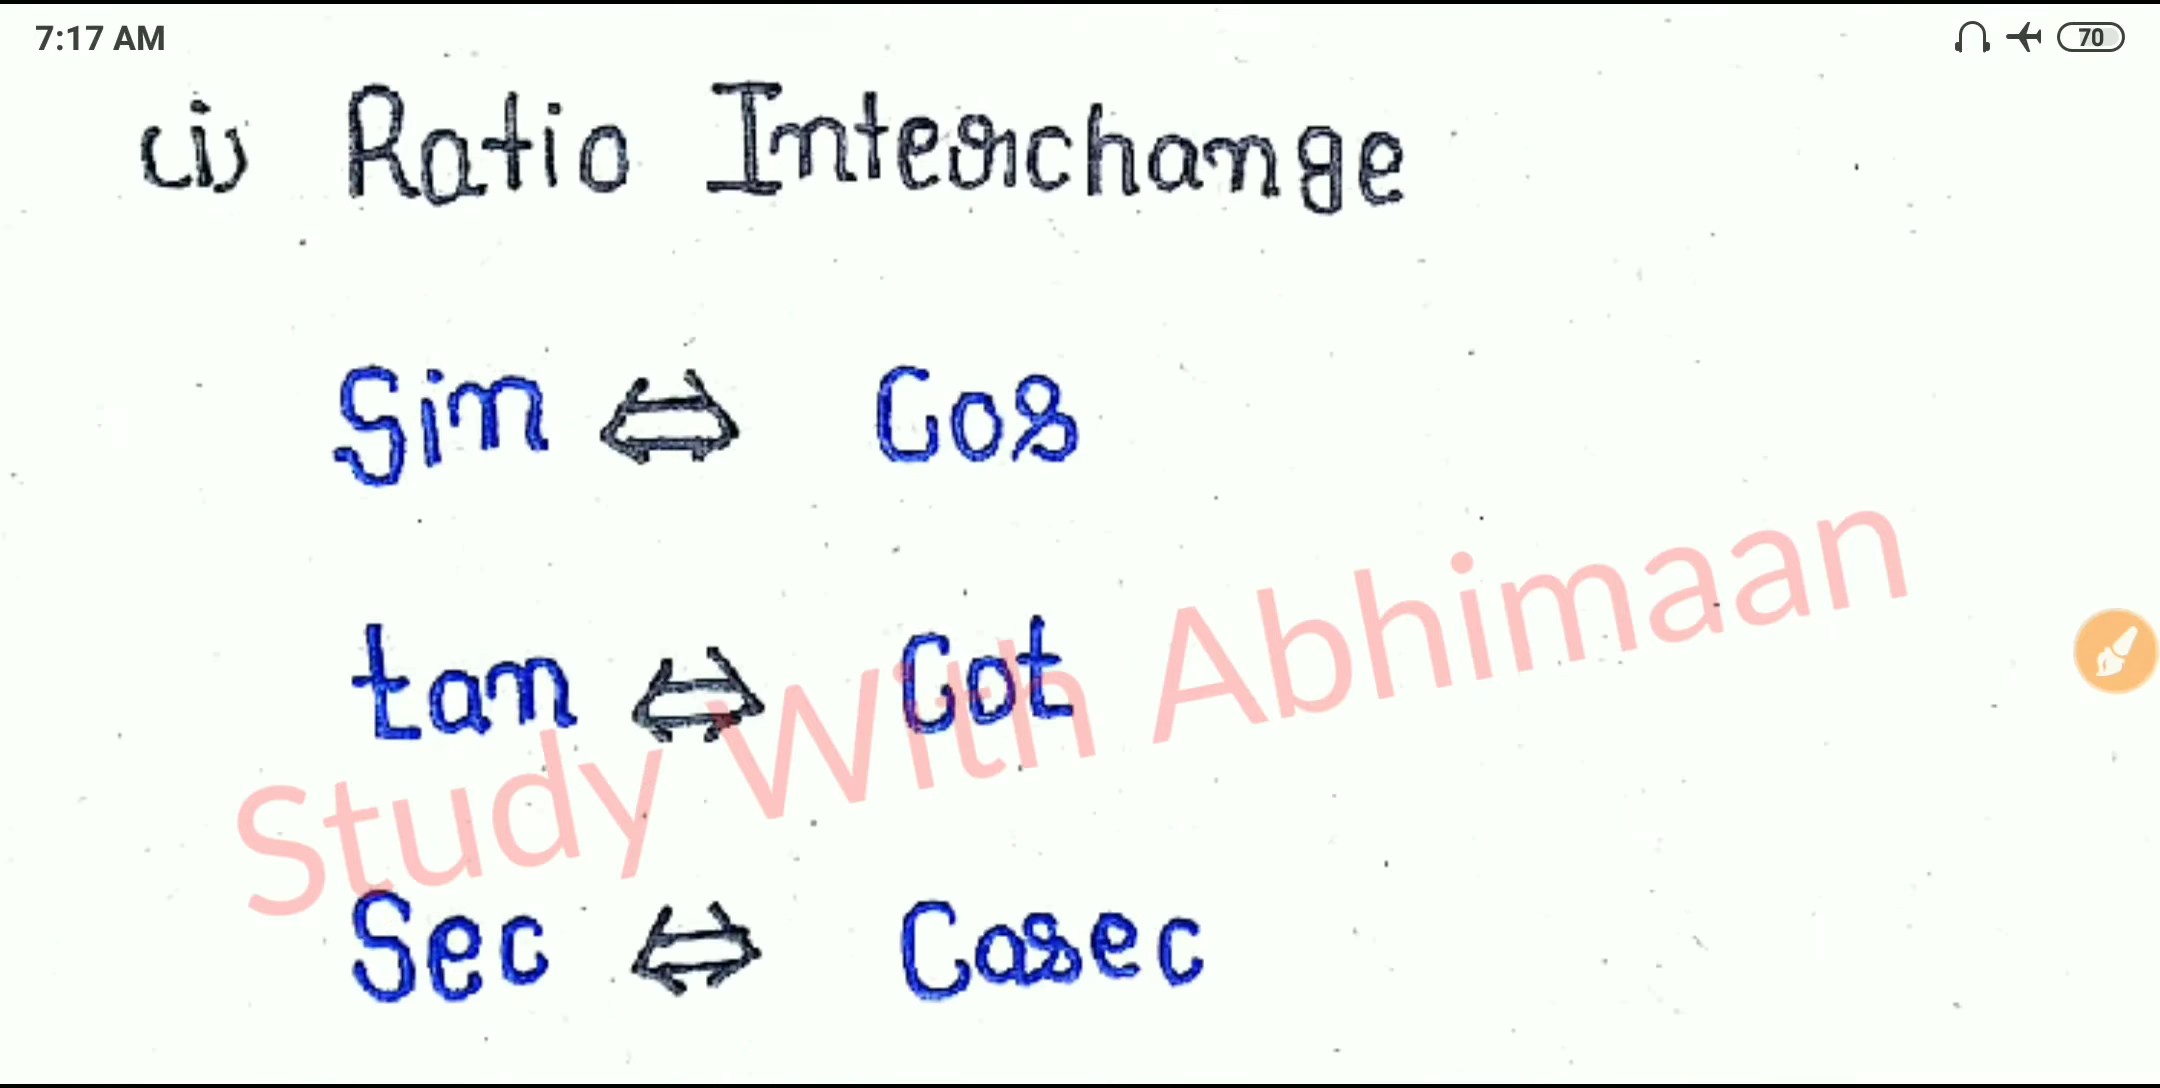 7:17 AM 70
(i) Ratio Interchange
Sin ⇔ Cos
tan ⇔ Cot
Sec ⇔ Cosec
Study With Abhimaan